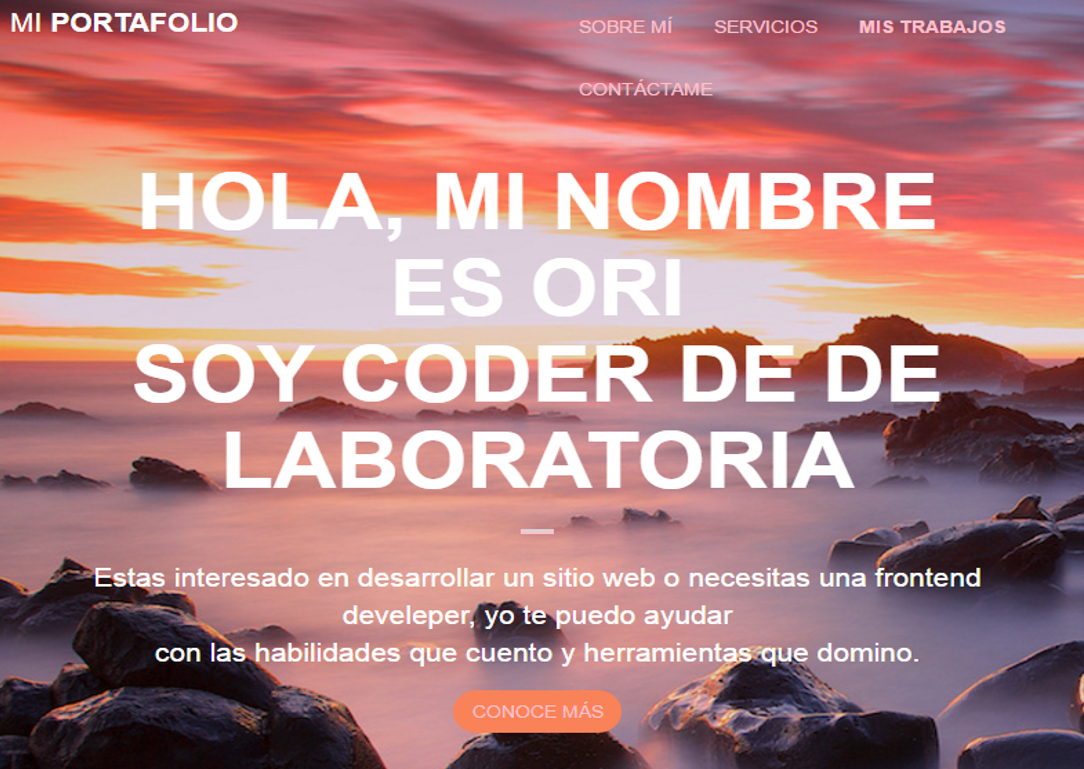 MI PORTAFOLIO
SOBRE MÍ SERVICIOS MIS TRABAJOS
CONTÁCTAME
HOLA, MI NOMBRE
ES ORI
SOY CODER DE DE
LABORATORIA
Estas interesado en desarrollar un sitio web o necesitas una frontend
develeper, yo te puedo ayudar
con las habilidades que cuento y herramientas que domino.
CONOCE MÁS